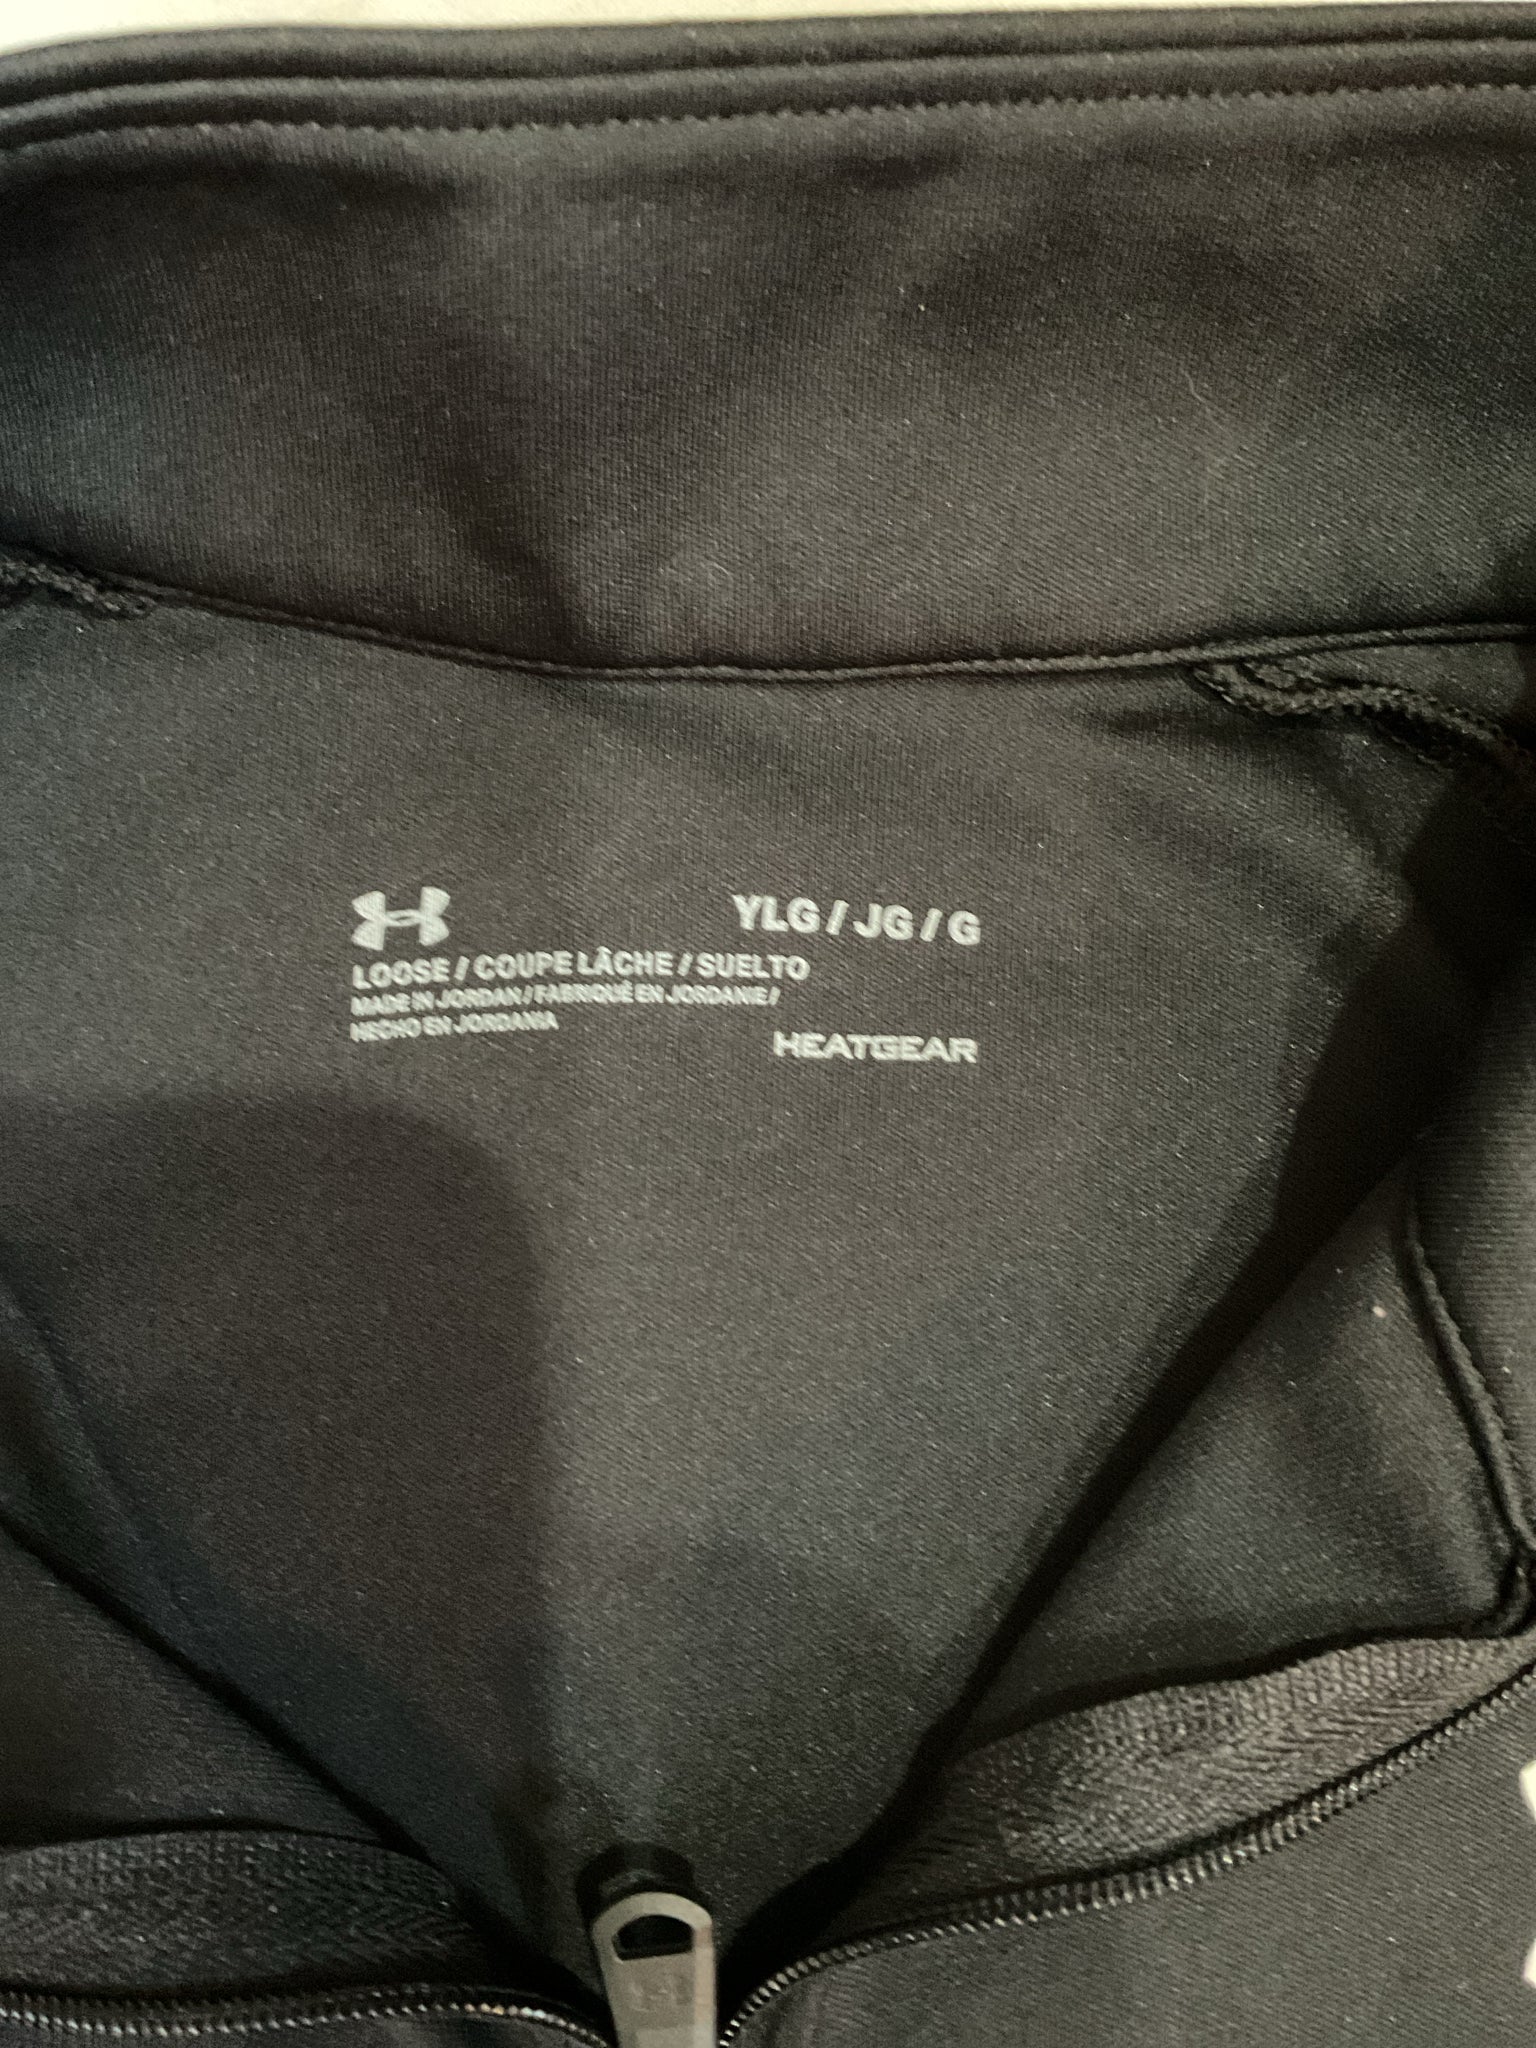 YLG / JG / G
LOOSE / COUPE LÂCHE / SUELTO
MADE IN JORDAN / FABRIQUÉ EN JORDANIE /
HECHO EN JORDANIA
HEATGEAR